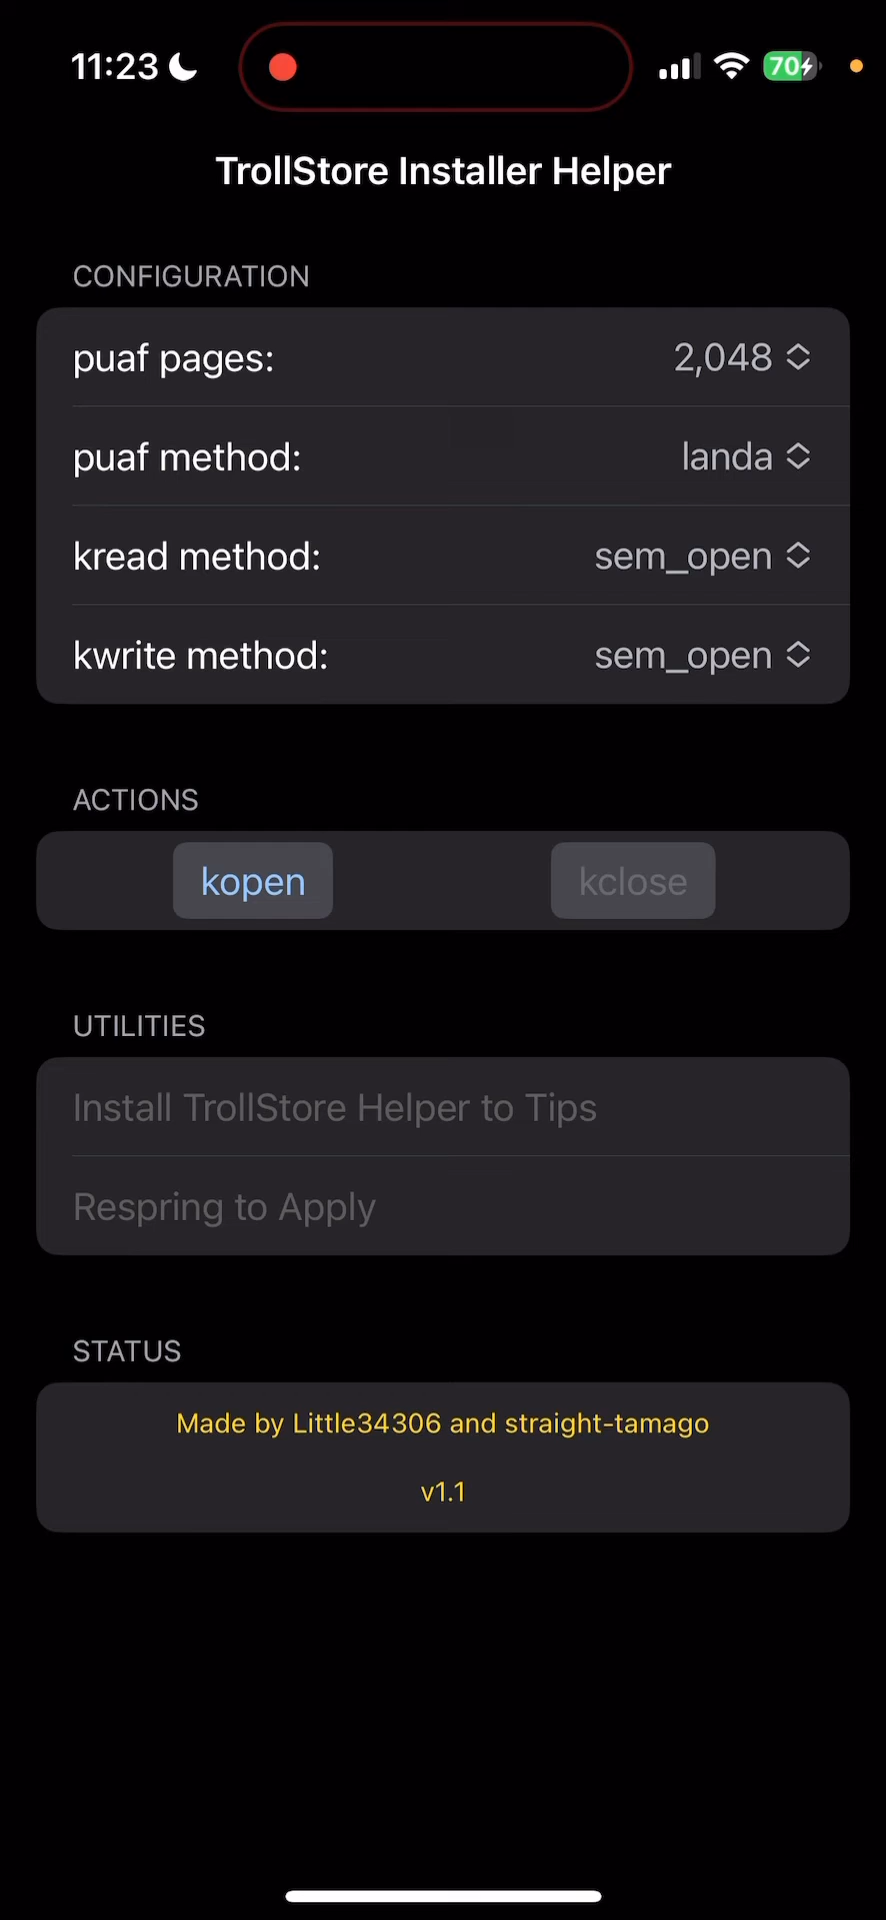 11:23
70
TrollStore Installer Helper
CONFIGURATION
puaf pages: 2,048
puaf method: landa
kread method: sem_open
kwrite method: sem_open
ACTIONS
kopen kclose
UTILITIES
Install TrollStore Helper to Tips
Respring to Apply
STATUS
Made by Little34306 and straight-tamago
v1.1